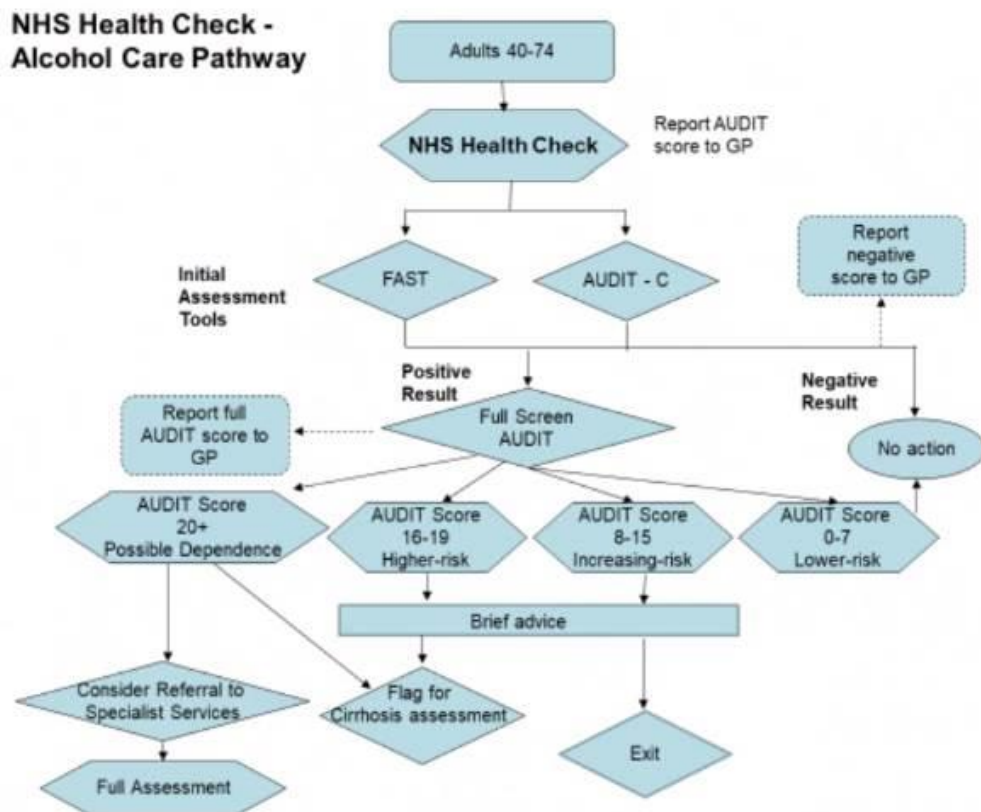 NHS Health Check -
Alcohol Care Pathway
Adults 40-74
NHS Health Check
Report AUDIT
score to GP
Initial
Assessment
Tools
FAST
AUDIT - C
Report
negative
score to GP
Positive
Result
Negative
Result
Report full
AUDIT score to
GP
Full Screen
AUDIT
No action
AUDIT Score
20+
Possible Dependence
AUDIT Score
16-19
Higher-risk
AUDIT Score
8-15
Increasing-risk
AUDIT Score
0-7
Lower-risk
Brief advice
Consider Referral to
Specialist Services
Flag for
Cirrhosis assessment
Exit
Full Assessment